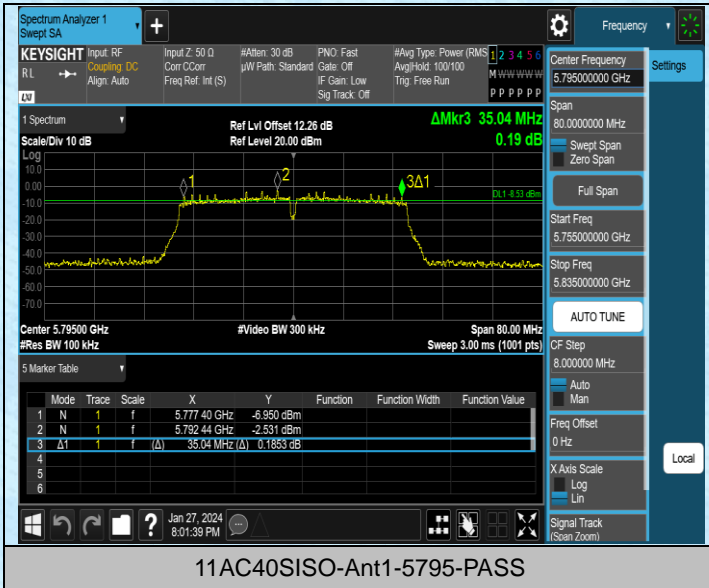 Spectrum Analyzer 1
Swept SA
Frequency
KEYSIGHT
RL
LXI
Input: RF
Coupling: DC
Align: Auto
Input Z: 50 Ω
Corr CCorr
Freq Ref: Int (S)
#Atten: 30 dB
µW Path: Standard
PNO: Fast
Gate: Off
IF Gain: Low
Sig Track: Off
#Avg Type: Power (RMS
Avg|Hold: 100/100
Trig: Free Run
1 2 3 4 5 6
M W W W W W
P P P P P P
1 Spectrum
Scale/Div 10 dB
Ref Lvl Offset 12.26 dB
Ref Level 20.00 dBm
ΔMkr3 35.04 MHz
0.19 dB
Log
10.0
0.00
-10.0
-20.0
-30.0
-40.0
-50.0
-60.0
-70.0
1
2
3Δ1
DL1 -8.53 dBm
Center 5.79500 GHz
#Video BW 300 kHz
Span 80.00 MHz
#Res BW 100 kHz
Sweep 3.00 ms (1001 pts)
5 Marker Table
Mode Trace Scale X Y Function Function Width Function Value
1 N 1 f 5.777 40 GHz -6.950 dBm
2 N 1 f 5.792 44 GHz -2.531 dBm
3 Δ1 1 f (Δ) 35.04 MHz (Δ) 0.1853 dB
4
5
6
Center Frequency
5.795000000 GHz
Settings
Span
80.0000000 MHz
Swept Span
Zero Span
Full Span
Start Freq
5.755000000 GHz
Stop Freq
5.835000000 GHz
AUTO TUNE
CF Step
8.000000 MHz
Auto
Man
Freq Offset
0 Hz
X Axis Scale
Log
Lin
Signal Track
(Span Zoom)
Local
?
Jan 27, 2024
8:01:39 PM
11AC40SISO-Ant1-5795-PASS